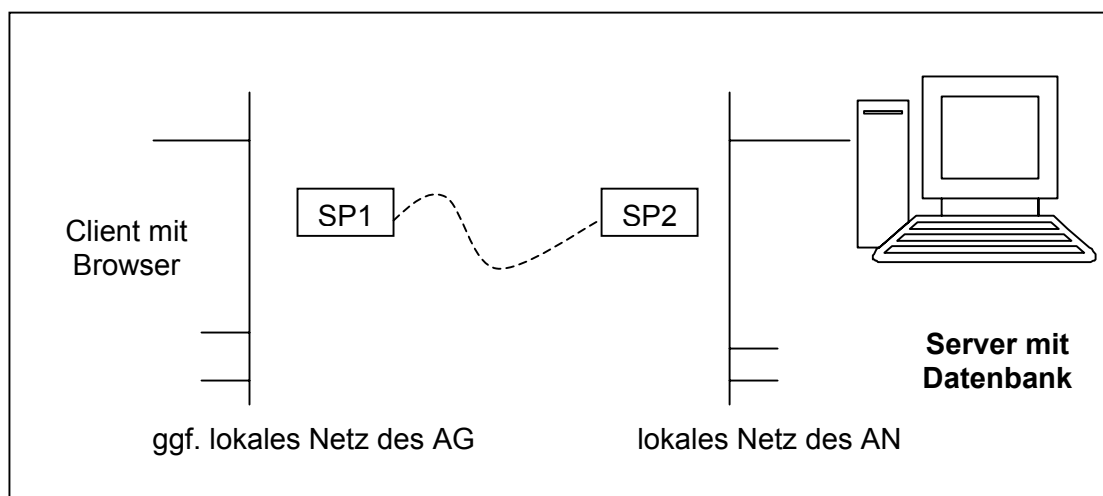 SP1
SP2
Client mit
Browser
Server mit
Datenbank
ggf. lokales Netz des AG
lokales Netz des AN